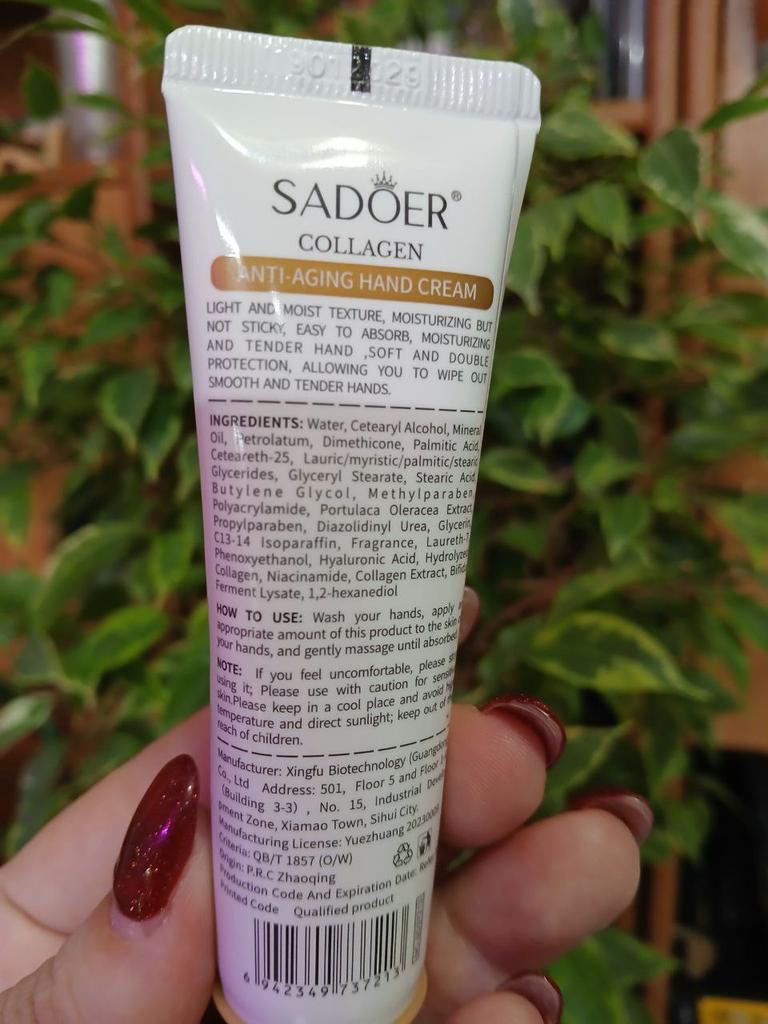 SADOER®
COLLAGEN
ANTI-AGING HAND CREAM
LIGHT AND MOIST TEXTURE, MOISTURIZING BUT
NOT STICKY, EASY TO ABSORB, MOISTURIZING
AND TENDER HAND ,SOFT AND DOUBLE
PROTECTION, ALLOWING YOU TO WIPE OUT
SMOOTH AND TENDER HANDS.
INGREDIENTS: Water, Cetearyl Alcohol, Mineral
Oil, Petrolatum, Dimethicone, Palmitic Acid,
Ceteareth-25, Lauric/myristic/palmitic/stearic
Glycerides, Glyceryl Stearate, Stearic Acid,
Butylene Glycol, Methylparaben,
Polyacrylamide, Portulaca Oleracea Extract,
Propylparaben, Diazolidinyl Urea, Glycerin,
C13-14 Isoparaffin, Fragrance, Laureth-7
Phenoxyethanol, Hyaluronic Acid, Hydrolyzed
Collagen, Niacinamide, Collagen Extract, Bifida
Ferment Lysate, 1,2-hexanediol
HOW TO USE: Wash your hands, apply
appropriate amount of this product to the skin
your hands, and gently massage until absorbed.
NOTE: If you feel uncomfortable, please
using it; Please use with caution for
skin.Please keep in a cool place and avoid
temperature and direct sunlight; keep out of
reach of children.
Manufacturer: Xingfu Biotechnology (Guangdong
Co., Ltd Address: 501, Floor 5 and Floor
(Building 3-3) , No. 15, Industrial
pment Zone, Xiamao Town, Sihui City.
Manufacturing License: Yuezhuang
Criteria: QB/T 1857 (O/W)
Origin: P.R.C Zhaoqing
Production Code And Expiration Date:
Printed Code Qualified product
6 942349 737213